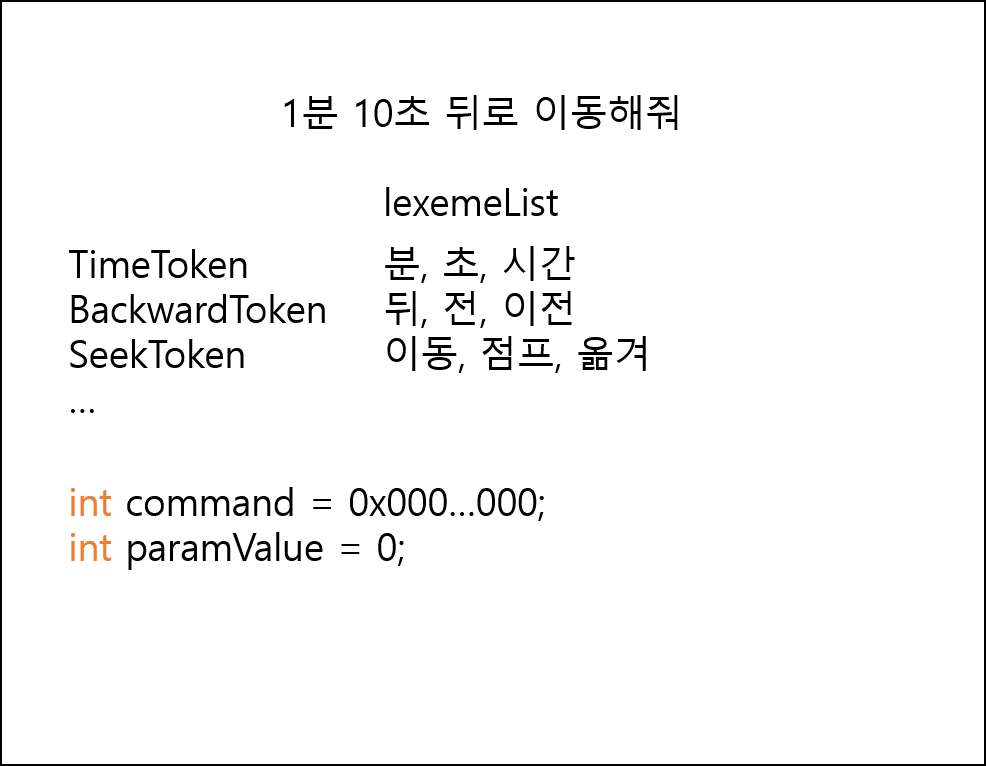 1분 10초 뒤로 이동해줘
lexemeList
TimeToken 분, 초, 시간
BackwardToken 뒤, 전, 이전
SeekToken 이동, 점프, 옮겨
...
int command = 0x000...000;
int paramValue = 0;